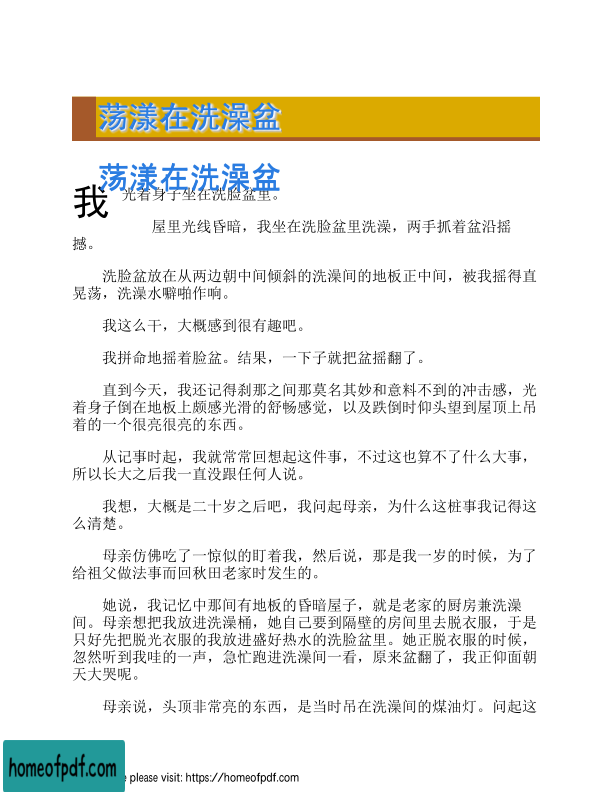 荡漾在洗澡盆
荡漾在洗澡盆
我 光着身子坐在洗脸盆里。
屋里光线昏暗，我坐在洗脸盆里洗澡，两手抓着盆沿摇
撼。
洗脸盆放在从两边朝中间倾斜的洗澡间的地板正中间，被我摇得直
晃荡，洗澡水噼啪作响。
我这么干，大概感到很有趣吧。
我拼命地摇着脸盆。结果，一下子就把盆摇翻了。
直到今天，我还记得刹那之间那莫名其妙和意料不到的冲击感，光
着身子倒在地板上颇感光滑的舒畅感觉，以及跌倒时仰头望到屋顶上吊
着的一个很亮很亮的东西。
从记事时起，我就常常回想起这件事，不过这也算不了什么大事，
所以长大之后我一直没跟任何人说。
我想，大概是二十岁之后吧，我问起母亲，为什么这桩事我记得这
么清楚。
母亲仿佛吃了一惊似的盯着我，然后说，那是我一岁的时候，为了
给祖父做法事而回秋田老家时发生的。
她说，我记忆中那间有地板的昏暗屋子，就是老家的厨房兼洗澡
间。母亲想把我放进洗澡桶，她自己要到隔壁的房间里去脱衣服，于是
只好先把脱光衣服的我放进盛好热水的洗脸盆里。她正脱衣服的时候，
忽然听到我哇的一声，急忙跑进洗澡间一看，原来盆翻了，我正仰面朝
天大哭呢。
母亲说，头顶非常亮的东西，是当时吊在洗澡间的煤油灯。问起这
homeofpdf.com
e please visit: https://homeofpdf.com